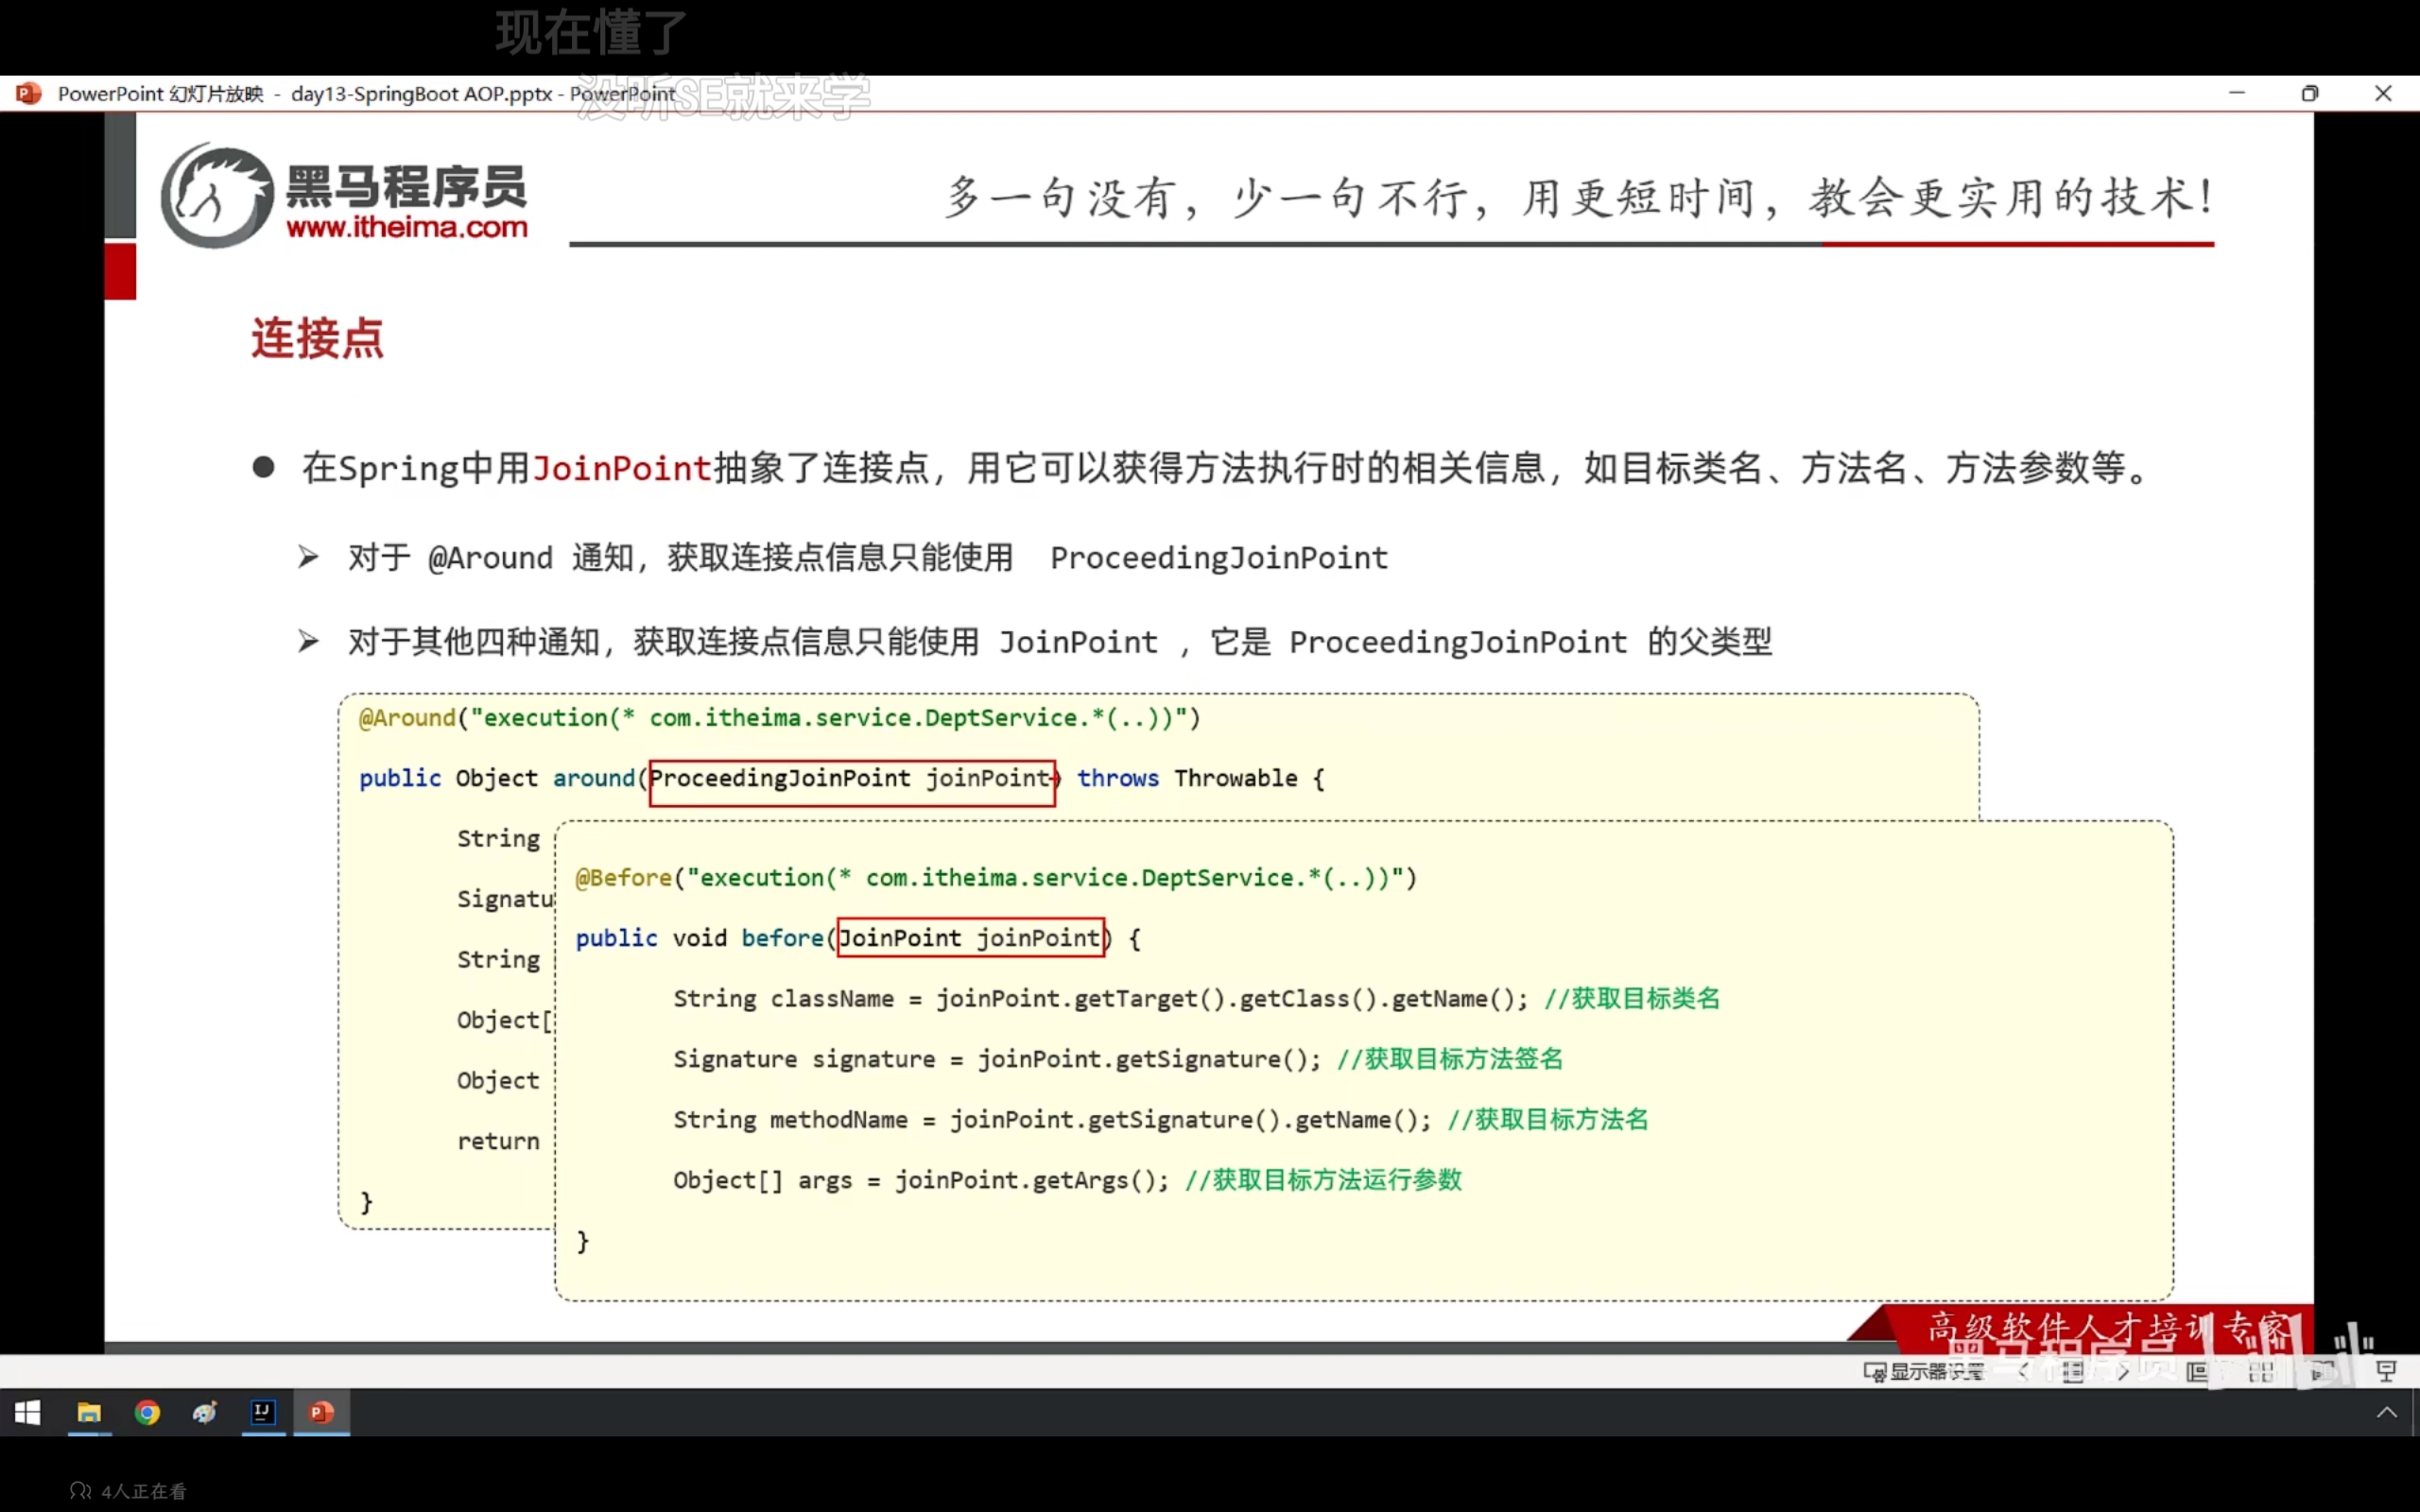 现在懂了
PowerPoint 幻灯片放映 - day13-SpringBoot AOP.pptx - PowerPoint
没听SE就来学
黑马程序员
www.itheima.com
多一句没有，少一句不行，用更短时间，教会更实用的技术！
连接点
● 在Spring中用JoinPoint抽象了连接点，用它可以获得方法执行时的相关信息，如目标类名、方法名、方法参数等。
➢ 对于 @Around 通知，获取连接点信息只能使用 ProceedingJoinPoint
➢ 对于其他四种通知，获取连接点信息只能使用 JoinPoint ，它是 ProceedingJoinPoint 的父类型
@Around("execution(* com.itheima.service.DeptService.*(..))")
public Object around(ProceedingJoinPoint joinPoint) throws Throwable {
String
Signatu
String
Object[
Object
return
}
@Before("execution(* com.itheima.service.DeptService.*(..))")
public void before(JoinPoint joinPoint) {
String className = joinPoint.getTarget().getClass().getName(); //获取目标类名
Signature signature = joinPoint.getSignature(); //获取目标方法签名
String methodName = joinPoint.getSignature().getName(); //获取目标方法名
Object[] args = joinPoint.getArgs(); //获取目标方法运行参数
}
高级软件人才培训专家
黑马程序员
显示器设置
4人正在看